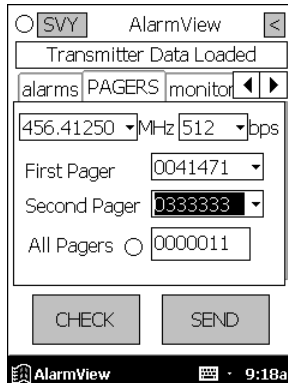 SVY AlarmView <
Transmitter Data Loaded
alarms PAGERS monitor
456.41250 MHz 512 bps
First Pager 0041471
Second Pager 0333333
All Pagers 0000011
CHECK SEND
AlarmView 9:18a